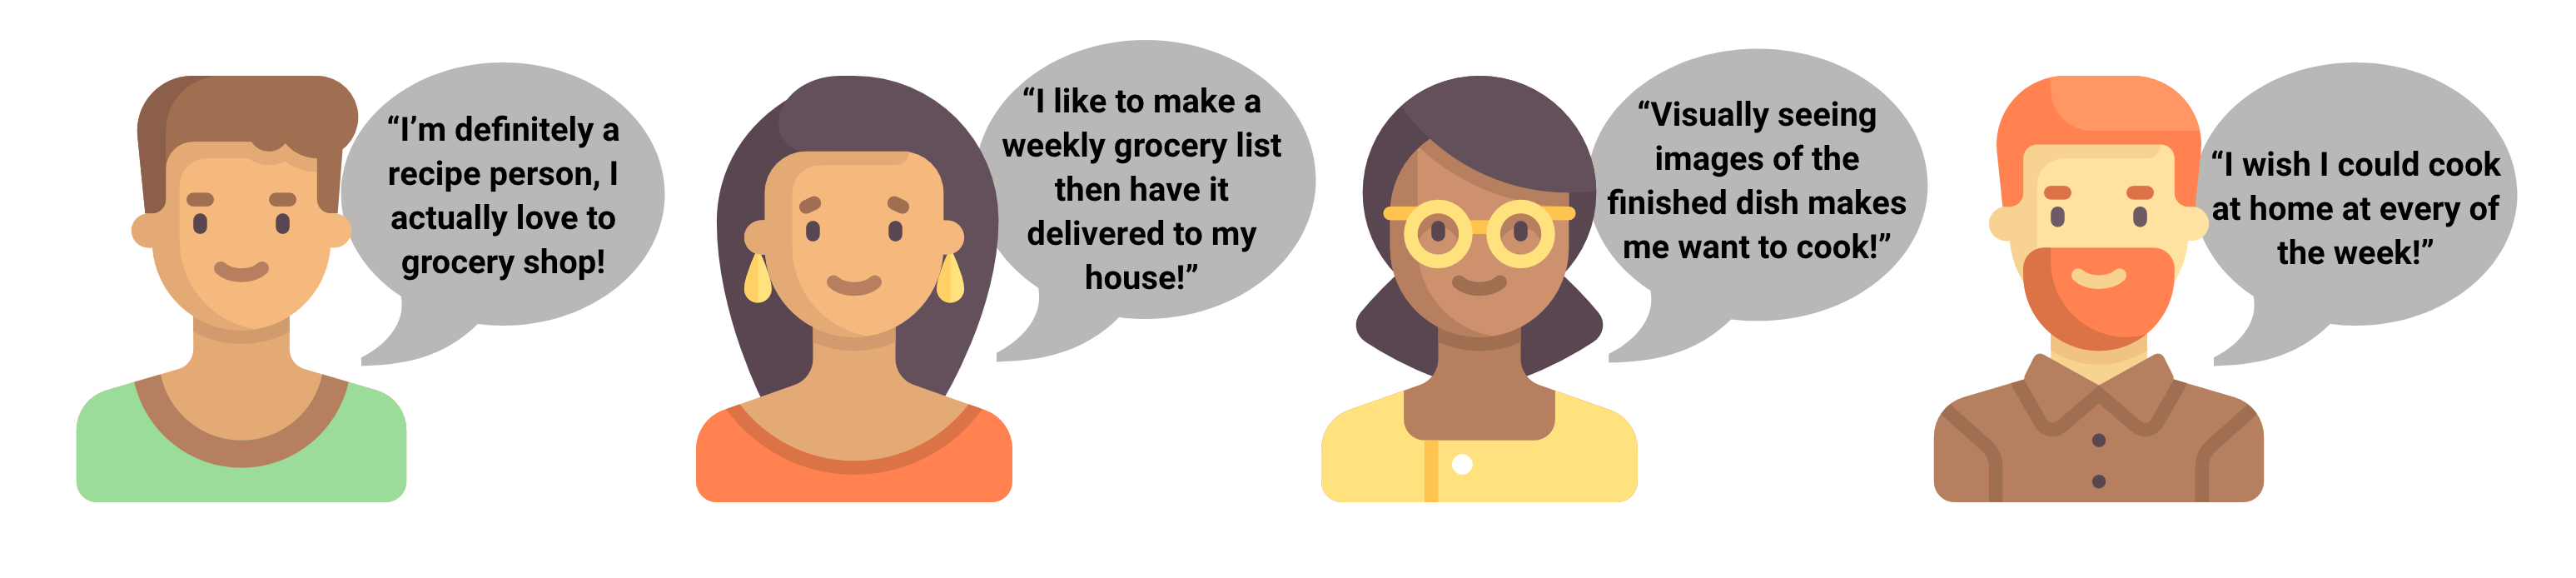 “I’m definitely a
recipe person, I
actually love to
grocery shop!
“I like to make a
weekly grocery list
then have it
delivered to my
house!”
“Visually seeing
images of the
finished dish makes
me want to cook!”
“I wish I could cook
at home at every of
the week!”